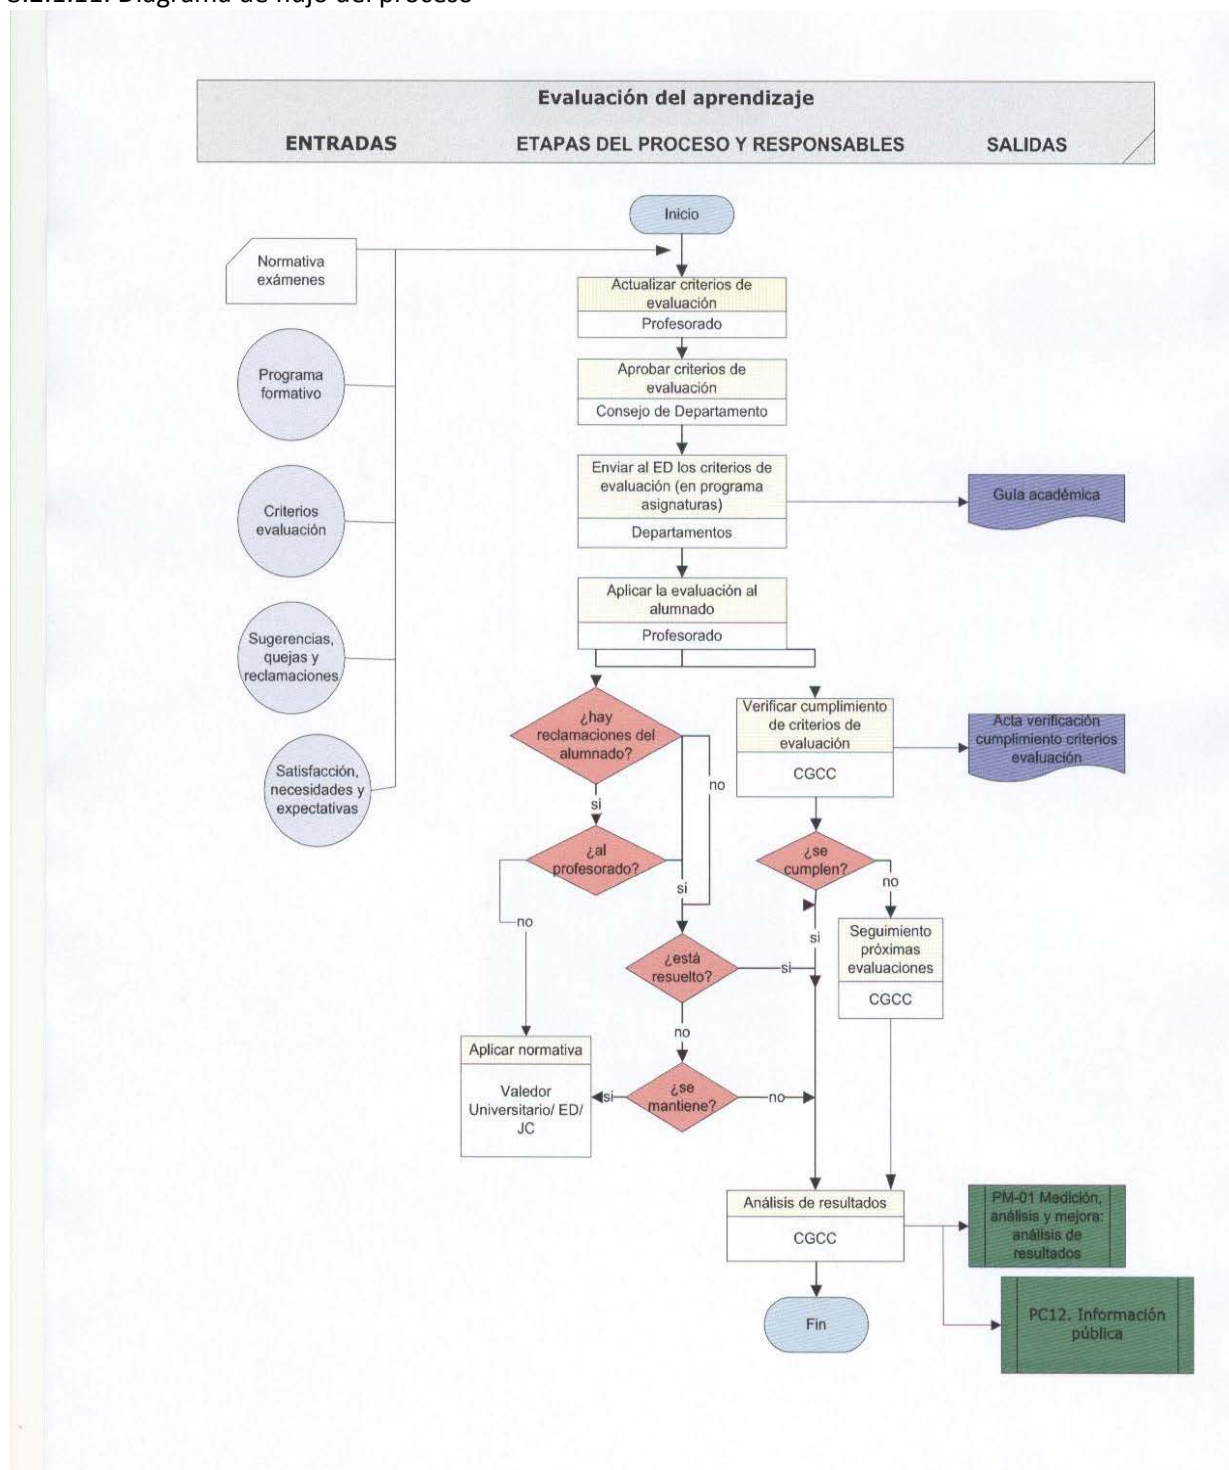 Evaluación del aprendizaje
ENTRADAS
ETAPAS DEL PROCESO Y RESPONSABLES
SALIDAS
Inicio
Normativa
exámenes
Actualizar criterios de
evaluación
Profesorado
Programa
formativo
Aprobar criterios de
evaluación
Consejo de Departamento
Criterios
evaluación
Enviar al ED los criterios de
evaluación (en programa
asignaturas)
Departamentos
Guía académica
Aplicar la evaluación al
alumnado
Profesorado
Sugerencias,
quejas y
reclamaciones
¿hay
reclamaciones del
alumnado?
no
si
Verificar cumplimiento
de criterios de
evaluación
CGCC
Acta verificación
cumplimiento criterios
evaluación
Satisfacción,
necesidades y
expectativas
¿al
profesorado?
si
no
¿se
cumplen?
no
si
Seguimiento
próximas
evaluaciones
CGCC
¿está
resuelto?
si
no
Aplicar normativa
Valedor
Universitario/ ED/
JC
si
¿se
mantiene?
no
Análisis de resultados
CGCC
PM-01 Medición,
análisis y mejora:
análisis de
resultados
Fin
PC12. Información
pública